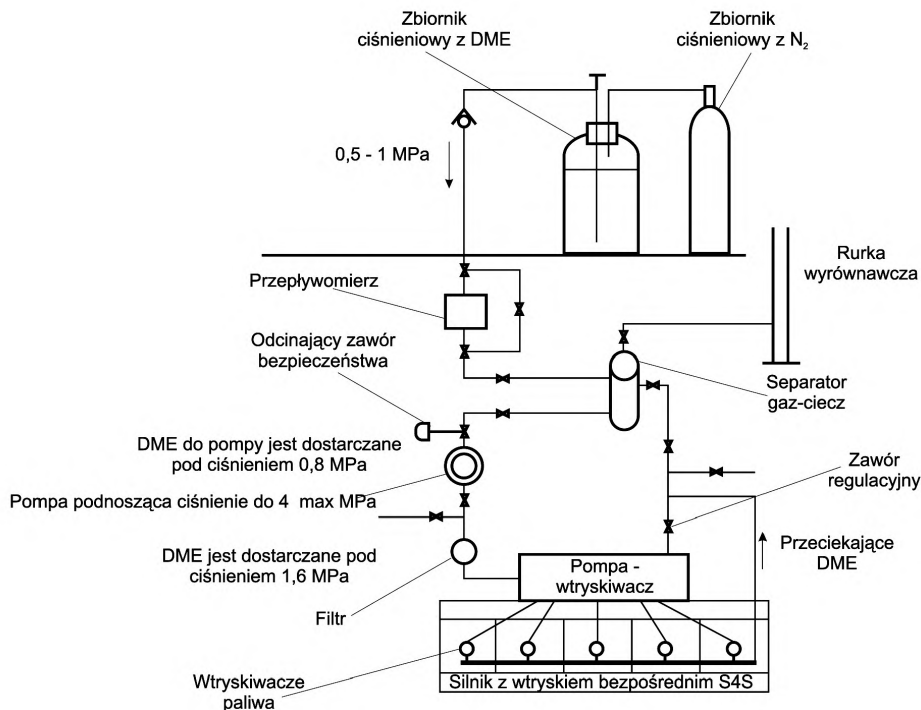 Zbiornik
ciśnieniowy z DME
Zbiornik
ciśnieniowy z N₂
0,5 - 1 MPa
Rurka
wyrównawcza
Przepływomierz
Odcinający zawór
bezpieczeństwa
Separator
gaz-ciecz
DME do pompy jest dostarczane
pod ciśnieniem 0,8 MPa
Zawór
regulacyjny
Pompa podnosząca ciśnienie do 4 max MPa
DME jest dostarczane pod
ciśnieniem 1,6 MPa
Przeciekające
DME
Pompa -
wtryskiwacz
Filtr
Wtryskiwacze
paliwa
Silnik z wtryskiem bezpośrednim S4S